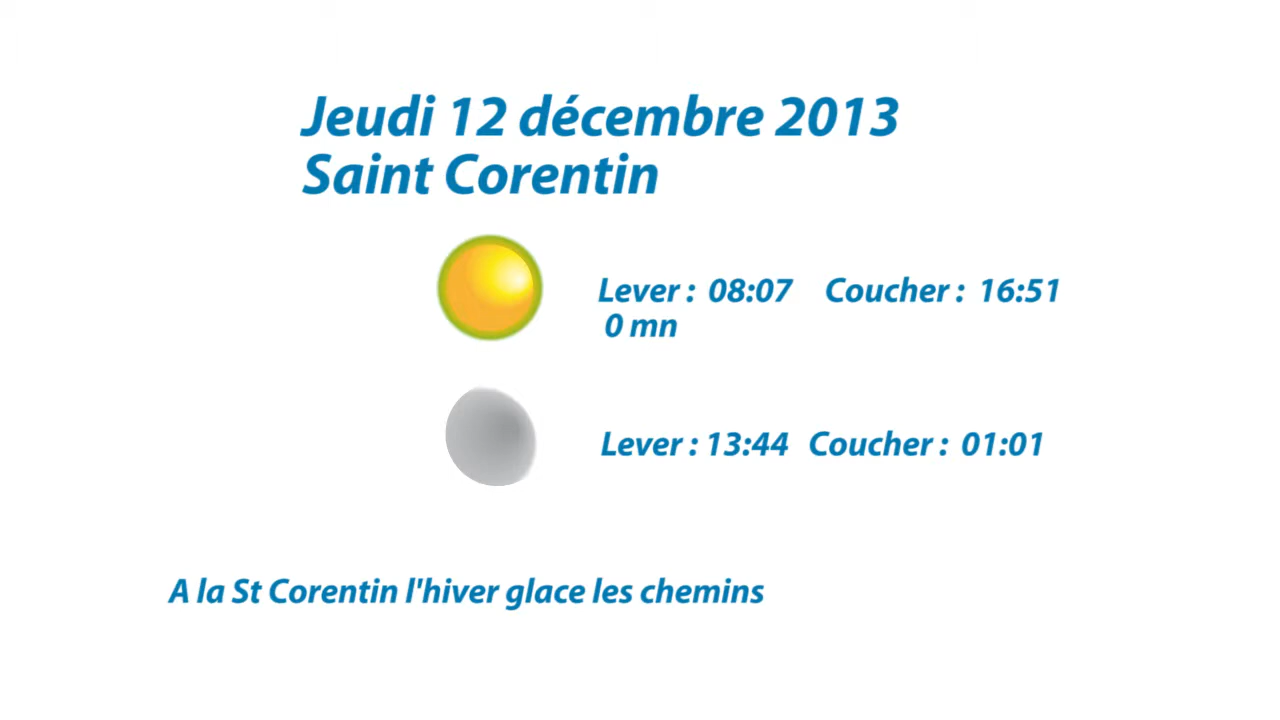 Jeudi 12 décembre 2013
Saint Corentin
Lever : 08:07 Coucher : 16:51
0 mn
Lever : 13:44 Coucher : 01:01
A la St Corentin l'hiver glace les chemins